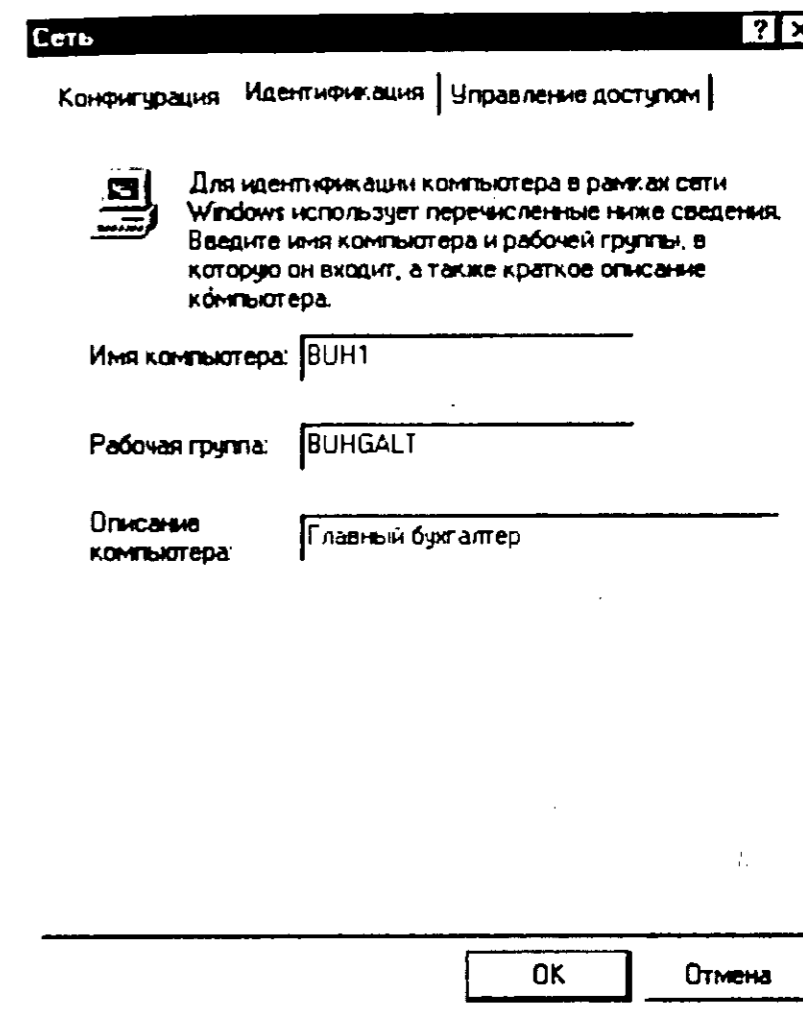 Сеть
Конфигурация Идентификация Управление доступом
Для идентификации компьютера в рамках сети
Windows использует перечисленные ниже сведения.
Введите имя компьютера и рабочей группы, в
которую он входит, а также краткое описание
компьютера.
Имя компьютера: BUH1
Рабочая группа: BUHGALT
Описание
компьютера: Главный бухгалтер
OK Отмена